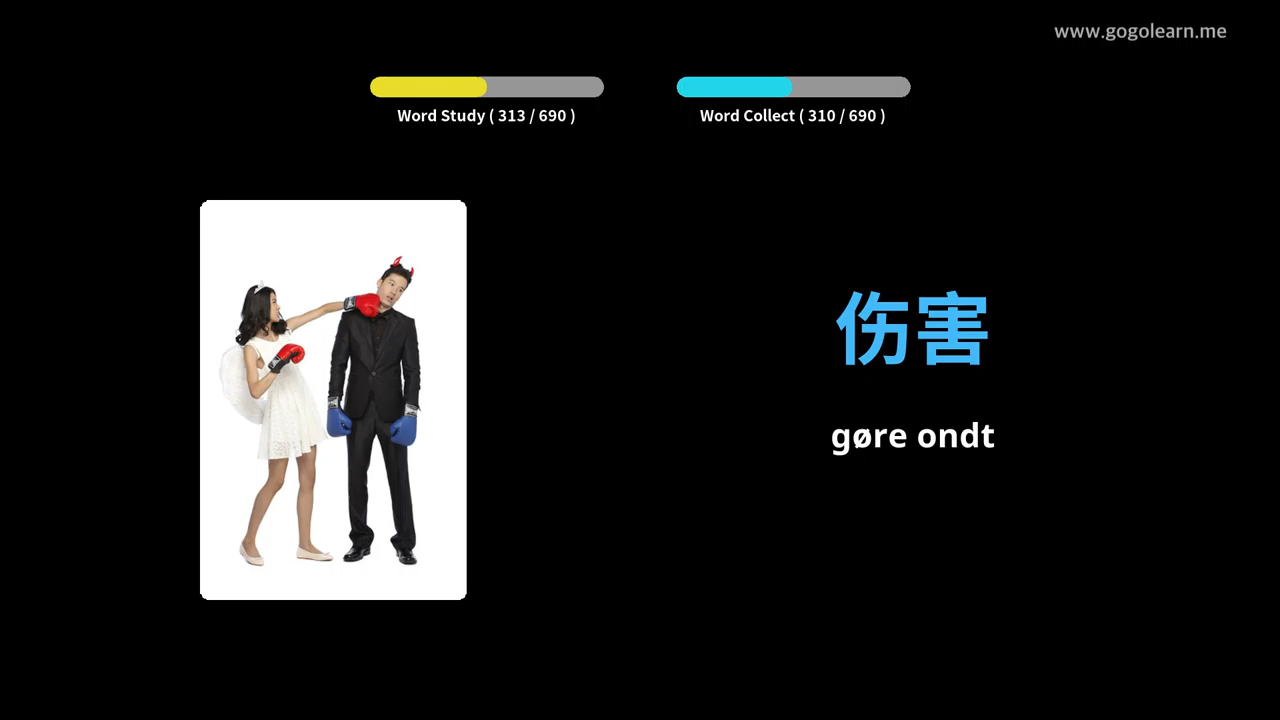 www.gogolearn.me
Word Study ( 313 / 690 )
Word Collect ( 310 / 690 )
伤害
gøre ondt